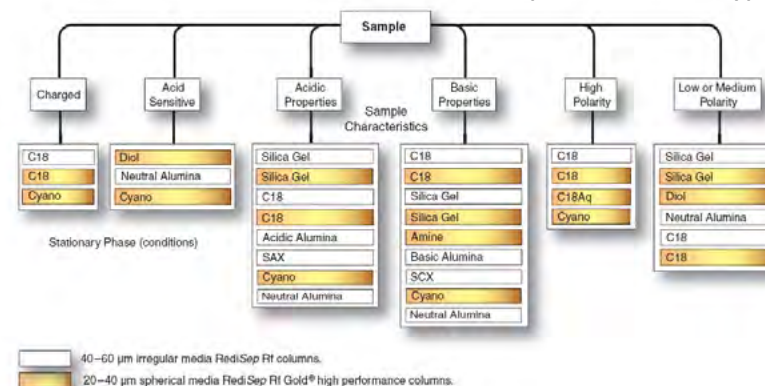 Sample
Charged
Acid
Sensitive
Acidic
Properties
Basic
Properties
High
Polarity
Low or Medium
Polarity
Sample
Characteristics
C18
C18
Cyano
Diol
Neutral Alumina
Cyano
Silica Gel
Silica Gel
C18
C18
Acidic Alumina
SAX
Cyano
Neutral Alumina
C18
C18
Silica Gel
Silica Gel
Amine
Basic Alumina
SCX
Cyano
Neutral Alumina
C18
C18
C18Aq
Cyano
Silica Gel
Silica Gel
Diol
Neutral Alumina
C18
C18
Stationary Phase (conditions)
40–60 µm irregular media RediSep Rf columns.
20–40 µm spherical media RediSep Rf Gold® high performance columns.